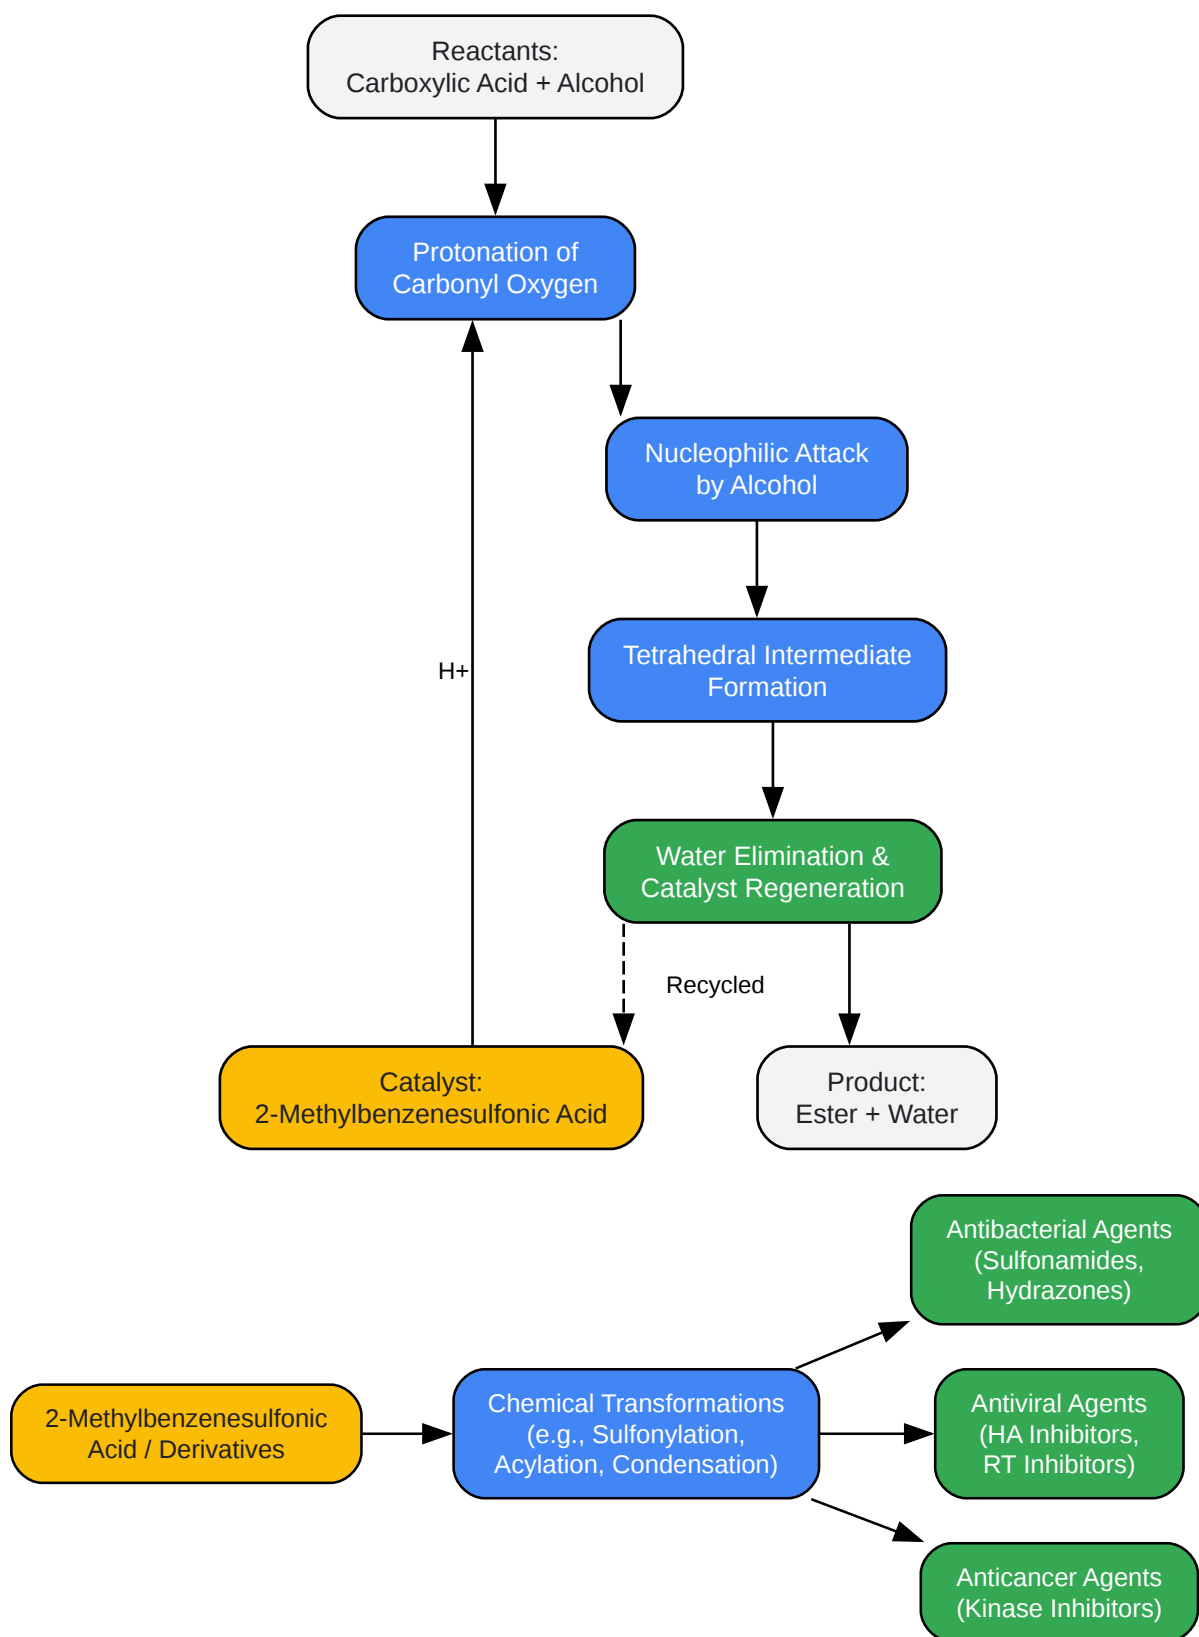 Reactants:
Carboxylic Acid + Alcohol
Protonation of
Carbonyl Oxygen
Nucleophilic Attack
by Alcohol
Tetrahedral Intermediate
Formation
H+
Water Elimination &
Catalyst Regeneration
Recycled
Catalyst:
2-Methylbenzenesulfonic Acid
Product:
Ester + Water
2-Methylbenzenesulfonic
Acid / Derivatives
Chemical Transformations
(e.g., Sulfonylation,
Acylation, Condensation)
Antibacterial Agents
(Sulfonamides,
Hydrazones)
Antiviral Agents
(HA Inhibitors,
RT Inhibitors)
Anticancer Agents
(Kinase Inhibitors)